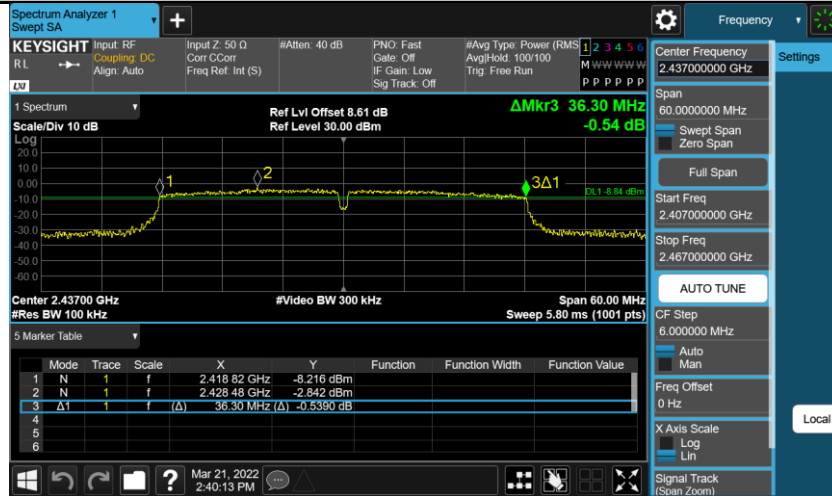 Spectrum Analyzer 1
Swept SA
+
Frequency
KEYSIGHT
Input: RF
Input Z: 50 Ω
#Atten: 40 dB
PNO: Fast
#Avg Type: Power (RMS
1 2 3 4 5 6
RL
Coupling: DC
Corr CCorr
Gate: Off
Avg|Hold: 100/100
M W W W W W
Align: Auto
Freq Ref: Int (S)
IF Gain: Low
Trig: Free Run
Sig Track: Off
P P P P P P
LXI
Center Frequency
2.437000000 GHz
Settings
1 Spectrum
Ref Lvl Offset 8.61 dB
ΔMkr3 36.30 MHz
Scale/Div 10 dB
Ref Level 30.00 dBm
-0.54 dB
Log
20.0
10.0
0.00
-10.0
-20.0
-30.0
-40.0
-50.0
-60.0
1
2
3Δ1
DL1 -8.84 dBm
Center 2.43700 GHz
#Video BW 300 kHz
Span 60.00 MHz
#Res BW 100 kHz
Sweep 5.80 ms (1001 pts)
Span
60.0000000 MHz
Swept Span
Zero Span
Full Span
Start Freq
2.407000000 GHz
Stop Freq
2.467000000 GHz
AUTO TUNE
CF Step
6.000000 MHz
Auto
Man
Freq Offset
0 Hz
X Axis Scale
Log
Lin
Signal Track
(Span Zoom)
Local
5 Marker Table
Mode Trace Scale X Y Function Function Width Function Value
1 N 1 f 2.418 82 GHz -8.216 dBm
2 N 1 f 2.428 48 GHz -2.842 dBm
3 Δ1 1 f (Δ) 36.30 MHz (Δ) -0.5390 dB
4
5
6
?
Mar 21, 2022
2:40:13 PM